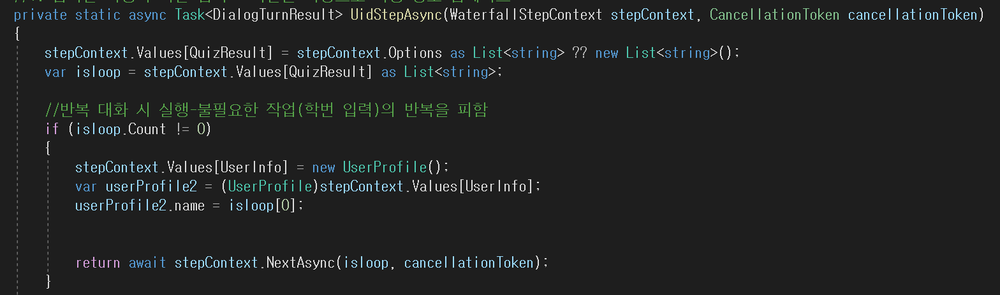 private static async Task<DialogTurnResult> UidStepAsync(WaterfallStepContext stepContext, CancellationToken cancellationToken)
{
stepContext.Values[QuizResult] = stepContext.Options as List<string> ?? new List<string>();
var isloop = stepContext.Values[QuizResult] as List<string>;
//반복 대화 시 실행-불필요한 작업(학번 입력)의 반복을 피함
if (isloop.Count != 0)
{
stepContext.Values[UserInfo] = new UserProfile();
var userProfile2 = (UserProfile)stepContext.Values[UserInfo];
userProfile2.name = isloop[0];
return await stepContext.NextAsync(isloop, cancellationToken);
}